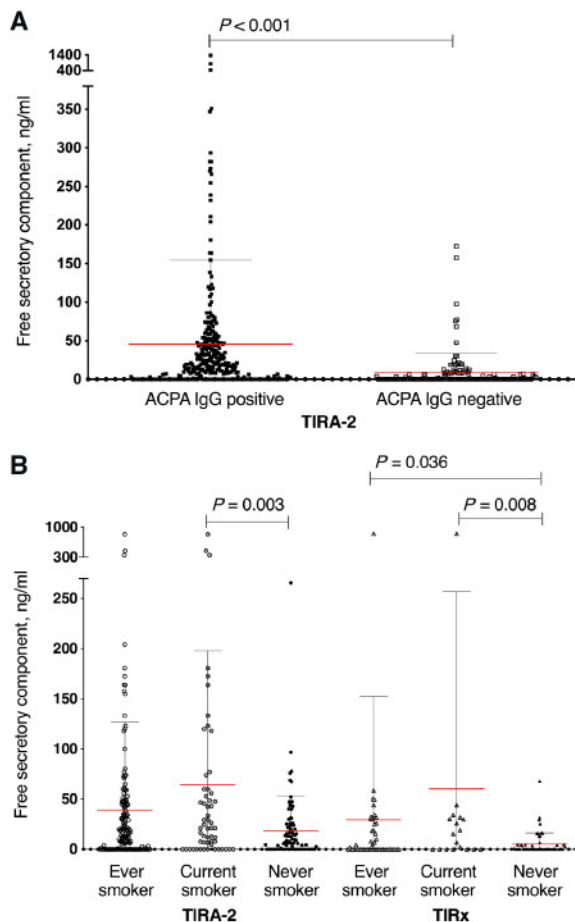 A
P < 0.001
1400
400
350
300
250
200
150
100
50
0
Free secretory component, ng/ml
ACPA IgG positive ACPA IgG negative
TIRA-2
B
P = 0.036
P = 0.003 P = 0.008
1000
300
250
200
150
100
50
0
Free secretory component, ng/ml
Ever Current Never Ever Current Never
smoker smoker smoker smoker smoker smoker
TIRA-2 TIRx